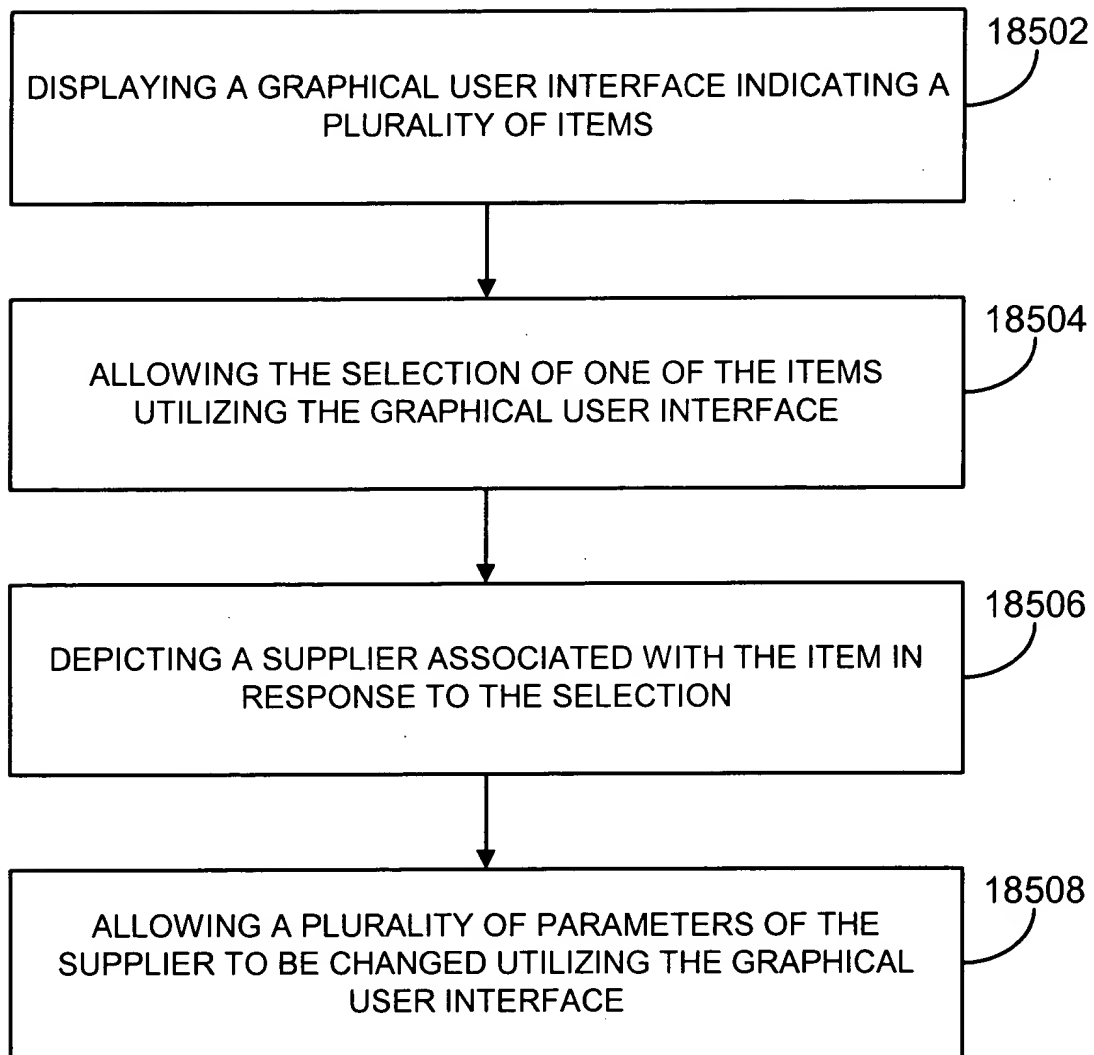 18502
DISPLAYING A GRAPHICAL USER INTERFACE INDICATING A
PLURALITY OF ITEMS
18504
ALLOWING THE SELECTION OF ONE OF THE ITEMS
UTILIZING THE GRAPHICAL USER INTERFACE
18506
DEPICTING A SUPPLIER ASSOCIATED WITH THE ITEM IN
RESPONSE TO THE SELECTION
18508
ALLOWING A PLURALITY OF PARAMETERS OF THE
SUPPLIER TO BE CHANGED UTILIZING THE GRAPHICAL
USER INTERFACE